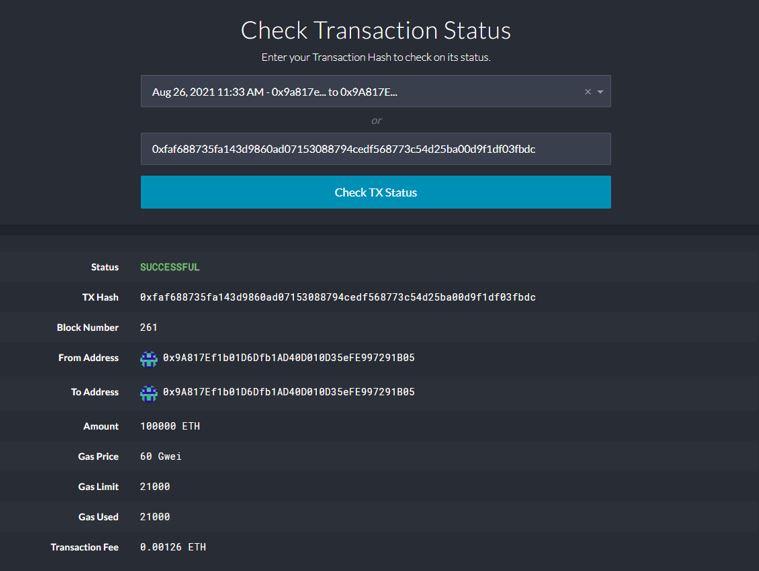 Check Transaction Status
Enter your Transaction Hash to check on its status.
Aug 26, 2021 11:33 AM - 0x9a817e... to 0x9A817E...
or
0xfaf688735fa143d9860ad07153088794cedf568773c54d25ba00d9f1df03fbdc
Check TX Status
Status SUCCESSFUL
TX Hash 0xfaf688735fa143d9860ad07153088794cedf568773c54d25ba00d9f1df03fbdc
Block Number 261
From Address 0x9A817Ef1b01D6Dfb1AD40D010D35eFE997291B05
To Address 0x9A817Ef1b01D6Dfb1AD40D010D35eFE997291B05
Amount 100000 ETH
Gas Price 60 Gwei
Gas Limit 21000
Gas Used 21000
Transaction Fee 0.00126 ETH